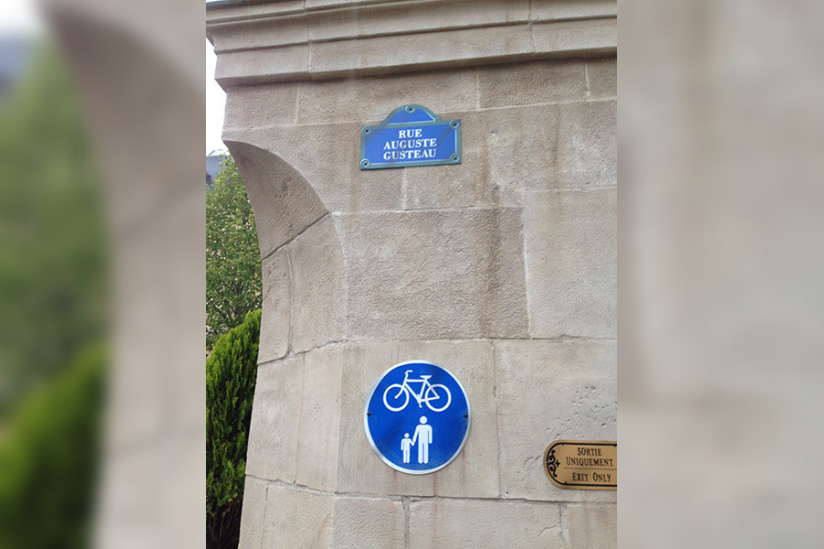 RUE
AUGUSTE
GUSTEAU
SORTIE
UNIQUEMENT
EXIT ONLY